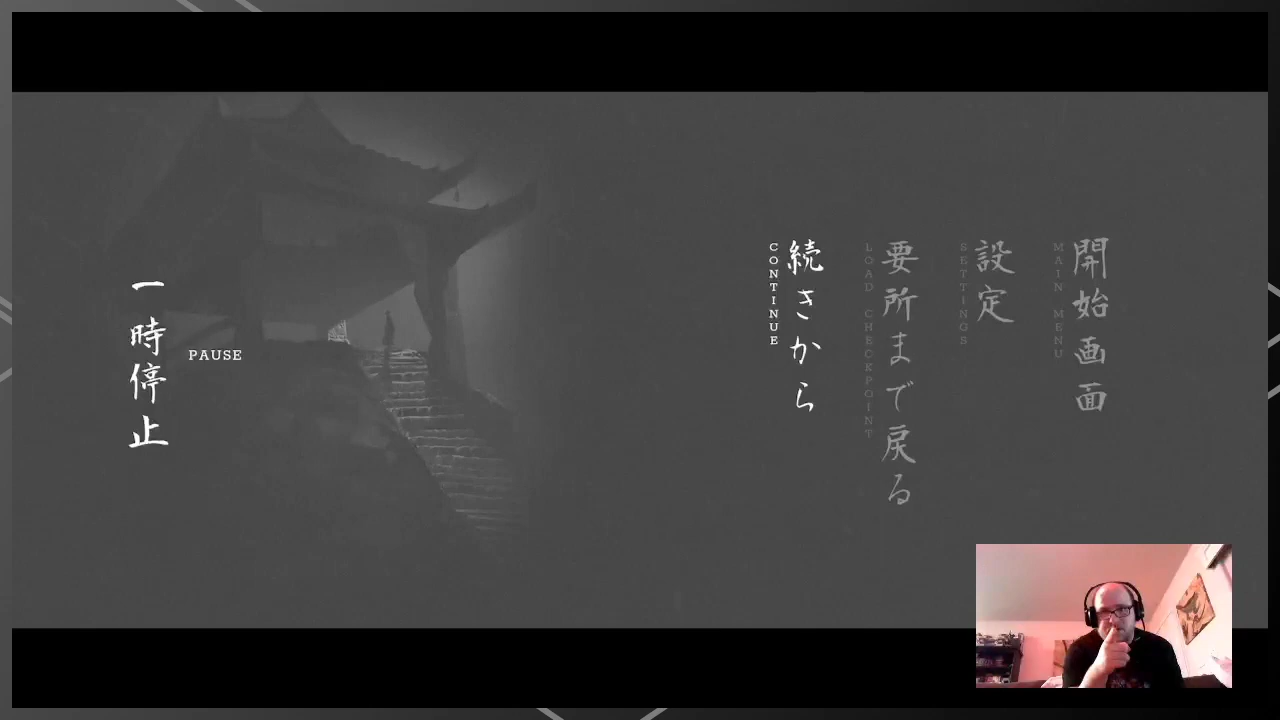 一時停止
PAUSE
続きから
CONTINUE
要所まで戻る
LOAD CHECKPOINT
設定
SETTINGS
開始画面
MAIN MENU